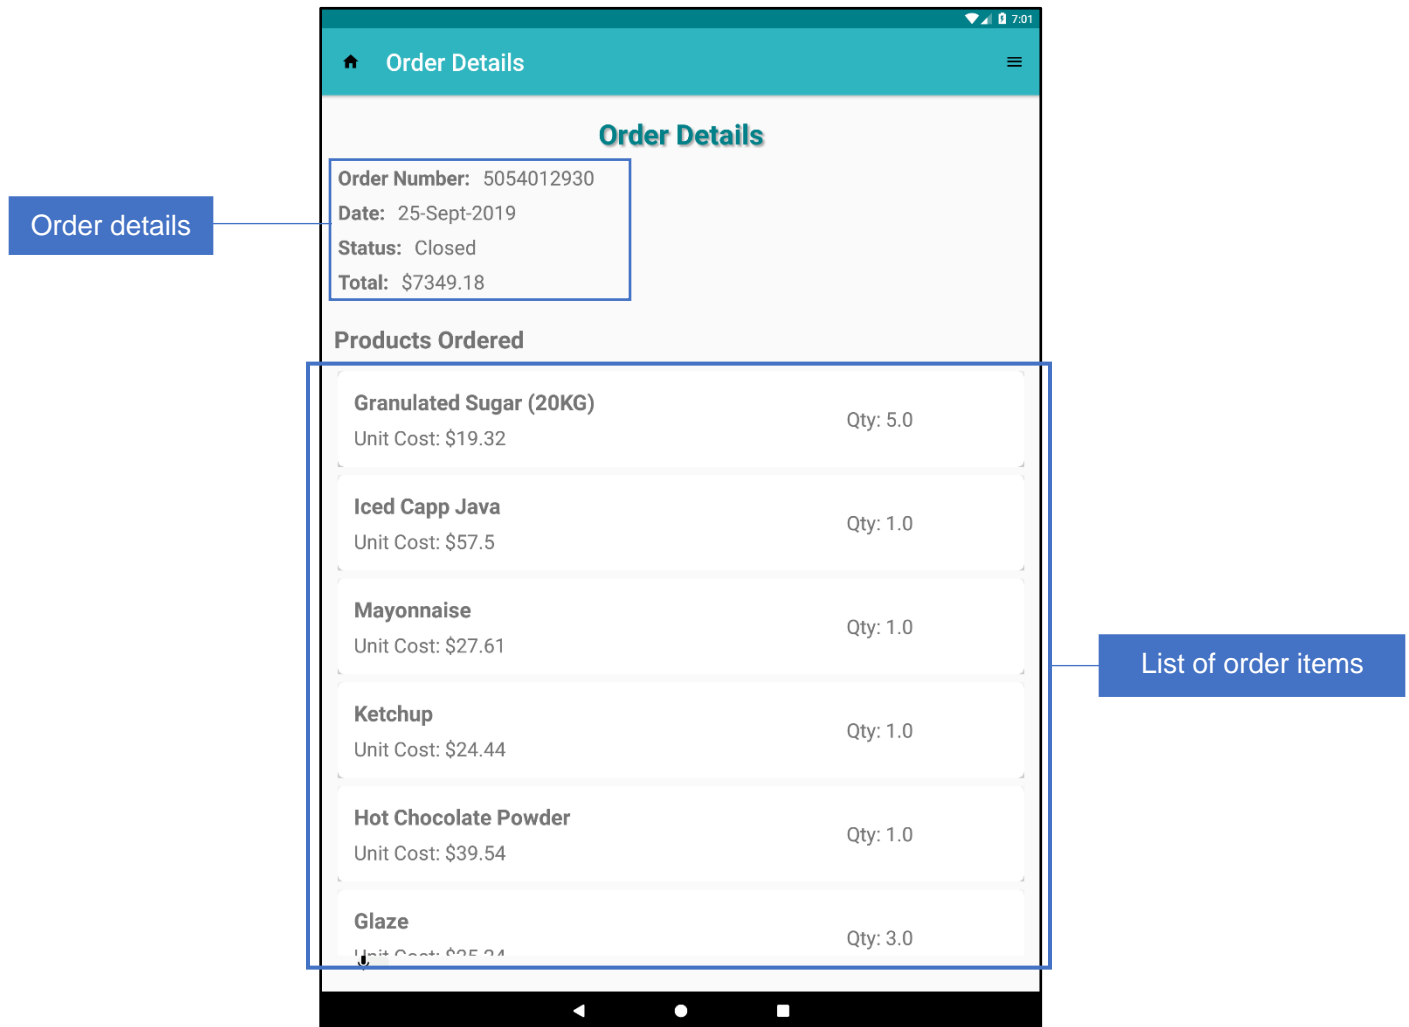 7:01
Order Details
Order Details
Order Number: 5054012930
Order details
Date: 25-Sept-2019
Status: Closed
Total: $7349.18
Products Ordered
Granulated Sugar (20KG)
Qty: 5.0
Unit Cost: $19.32
Iced Capp Java
Qty: 1.0
Unit Cost: $57.5
Mayonnaise
Qty: 1.0
Unit Cost: $27.61
List of order items
Ketchup
Qty: 1.0
Unit Cost: $24.44
Hot Chocolate Powder
Qty: 1.0
Unit Cost: $39.54
Glaze
Qty: 3.0
Unit Cost: